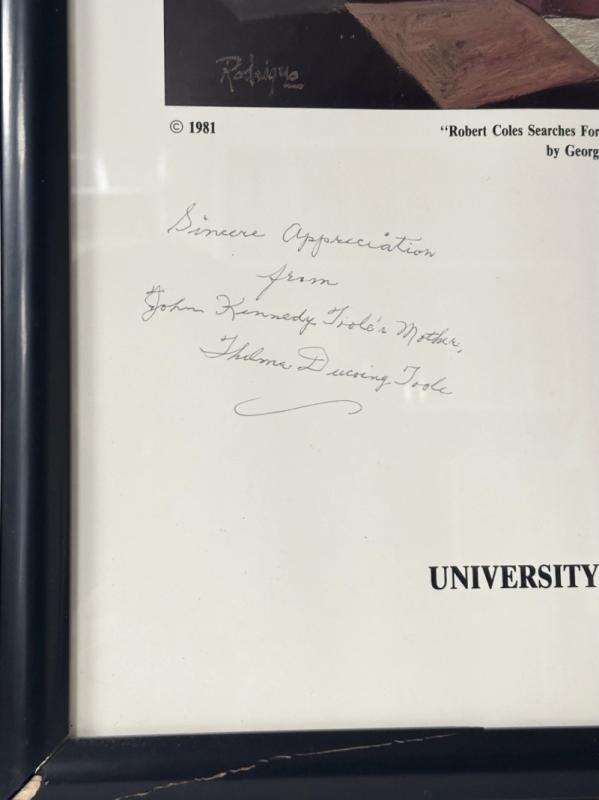 Rodrigue
© 1981
"Robert Coles Searches For
by Georg
Sincere Appreciation
from
John Kennedy Toole's Mother,
Thelma Ducoing Toole
UNIVERSITY